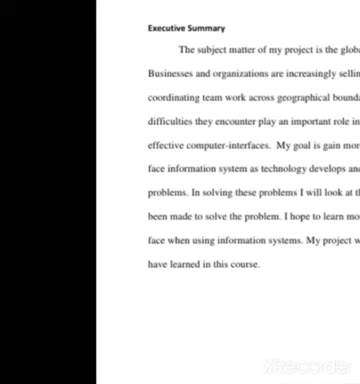 Executive Summary
The subject matter of my project is the glob
Businesses and organizations are increasingly sellin
coordinating team work across geographical bound
difficulties they encounter play an important role in
effective computer-interfaces. My goal is gain mor
face information system as technology develops an
problems. In solving these problems I will look at t
been made to solve the problem. I hope to learn mo
face when using information systems. My project w
have learned in this course.
XRecorder